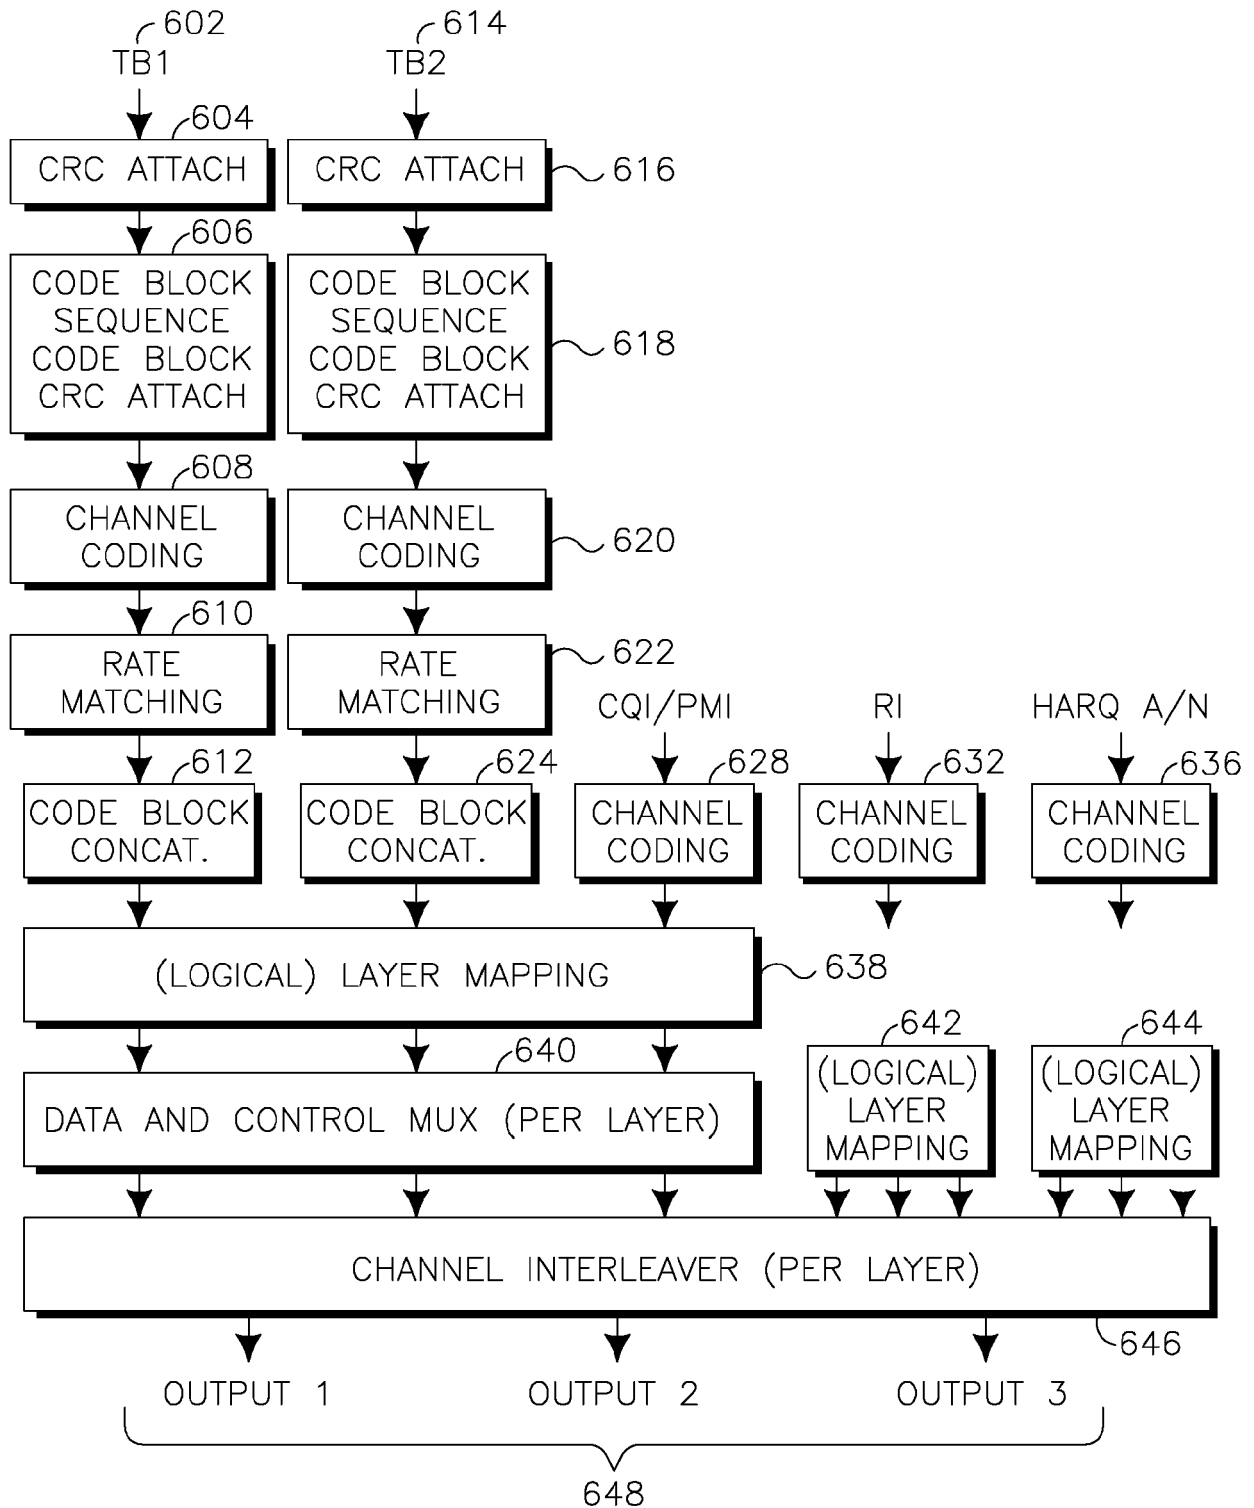 602
614
TB1
TB2
604
CRC ATTACH
CRC ATTACH
616
606
CODE BLOCK
SEQUENCE
CODE BLOCK
CRC ATTACH
CODE BLOCK
SEQUENCE
CODE BLOCK
CRC ATTACH
618
608
CHANNEL
CODING
CHANNEL
CODING
620
610
RATE
MATCHING
RATE
MATCHING
622
CQI/PMI
RI
HARQ A/N
612
624
628
632
636
CODE BLOCK
CONCAT.
CODE BLOCK
CONCAT.
CHANNEL
CODING
CHANNEL
CODING
CHANNEL
CODING
(LOGICAL) LAYER MAPPING
638
640
642
644
DATA AND CONTROL MUX (PER LAYER)
(LOGICAL)
LAYER
MAPPING
(LOGICAL)
LAYER
MAPPING
CHANNEL INTERLEAVER (PER LAYER)
646
OUTPUT 1
OUTPUT 2
OUTPUT 3
648